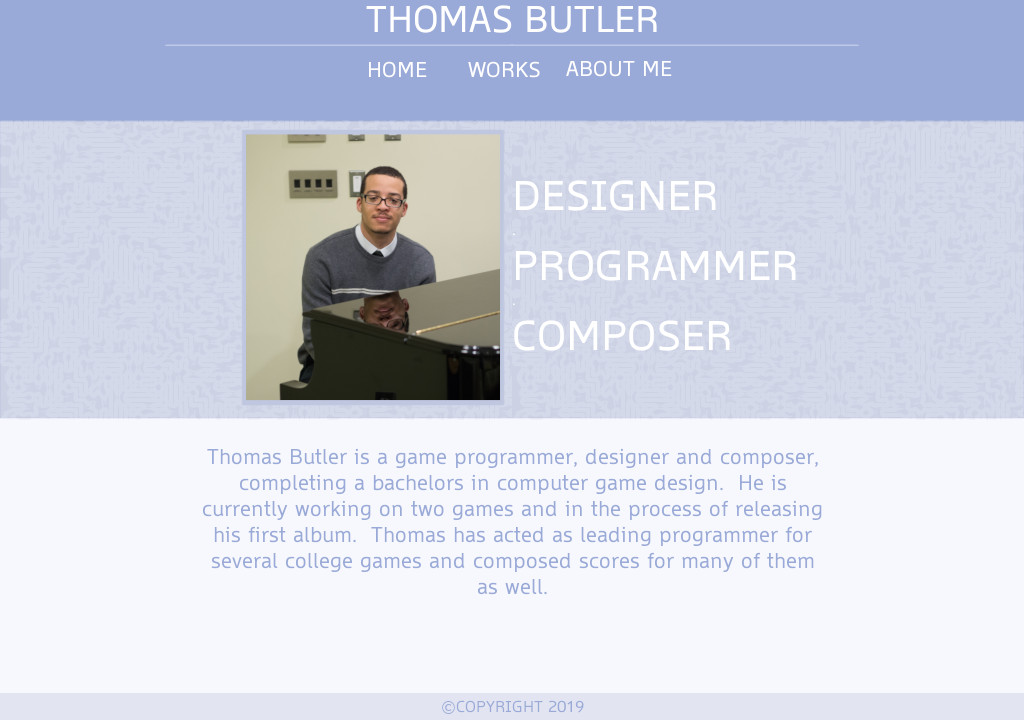 THOMAS BUTLER
HOME WORKS ABOUT ME
DESIGNER
PROGRAMMER
COMPOSER
Thomas Butler is a game programmer, designer and composer,
completing a bachelors in computer game design. He is
currently working on two games and in the process of releasing
his first album. Thomas has acted as leading programmer for
several college games and composed scores for many of them
as well.
©COPYRIGHT 2019